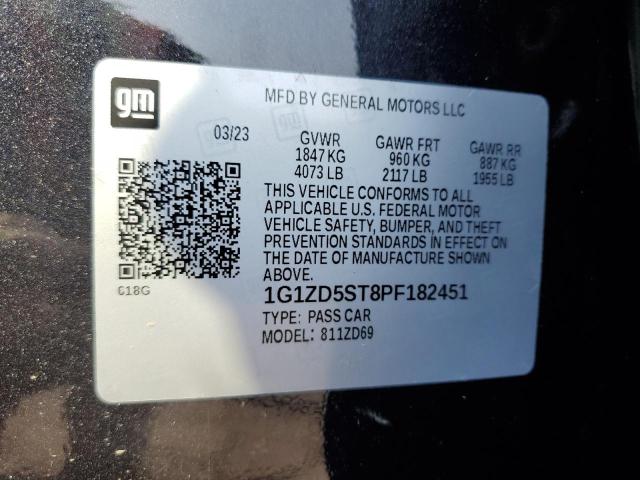 gm
MFD BY GENERAL MOTORS LLC
03/23 GVWR GAWR FRT GAWR RR
1847 KG 960 KG 887 KG
4073 LB 2117 LB 1955 LB
THIS VEHICLE CONFORMS TO ALL
APPLICABLE U.S. FEDERAL MOTOR
VEHICLE SAFETY, BUMPER, AND THEFT
PREVENTION STANDARDS IN EFFECT ON
THE DATE OF MANUFACTURE SHOWN
ABOVE.
618G
1G1ZD5ST8PF182451
TYPE: PASS CAR
MODEL: 811ZD69